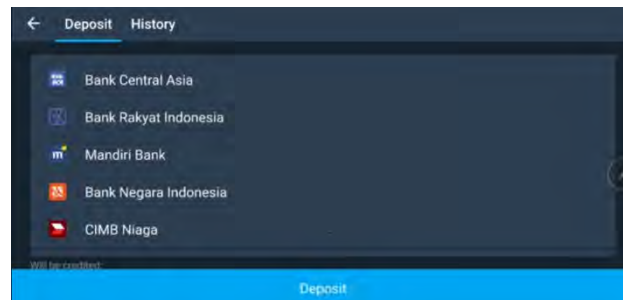 Deposit History
Bank Central Asia
Bank Rakyat Indonesia
m Mandiri Bank
Bank Negara Indonesia
CIMB Niaga
Will be credited:
Deposit